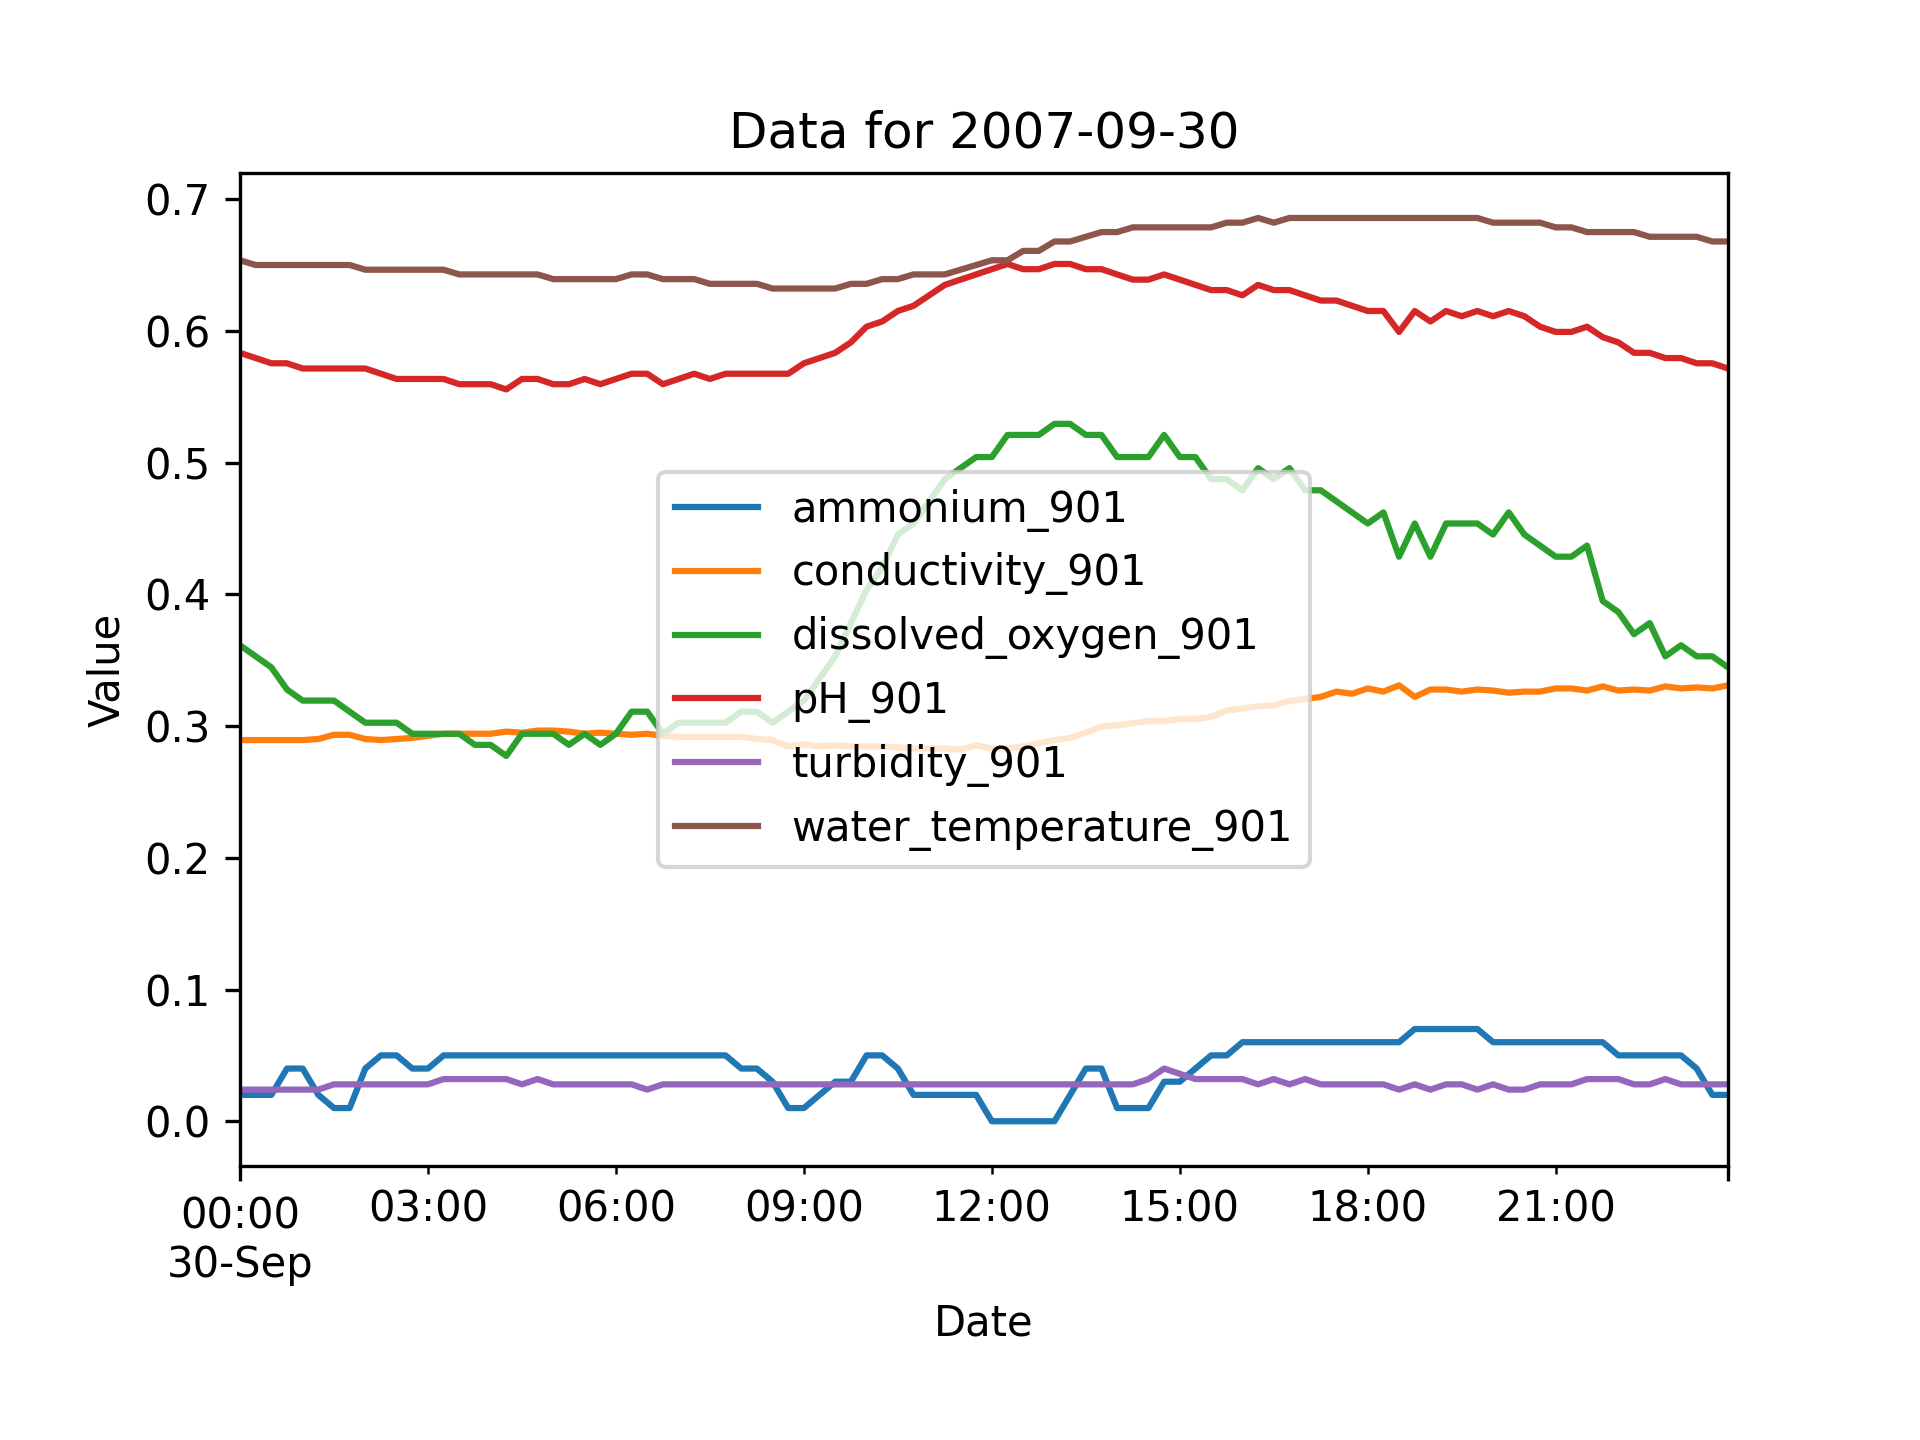 Data for 2007-09-30
Value
0.7
0.6
0.5
0.4
0.3
0.2
0.1
0.0
ammonium_901
conductivity_901
dissolved_oxygen_901
pH_901
turbidity_901
water_temperature_901
00:00 03:00 06:00 09:00 12:00 15:00 18:00 21:00
30-Sep
Date